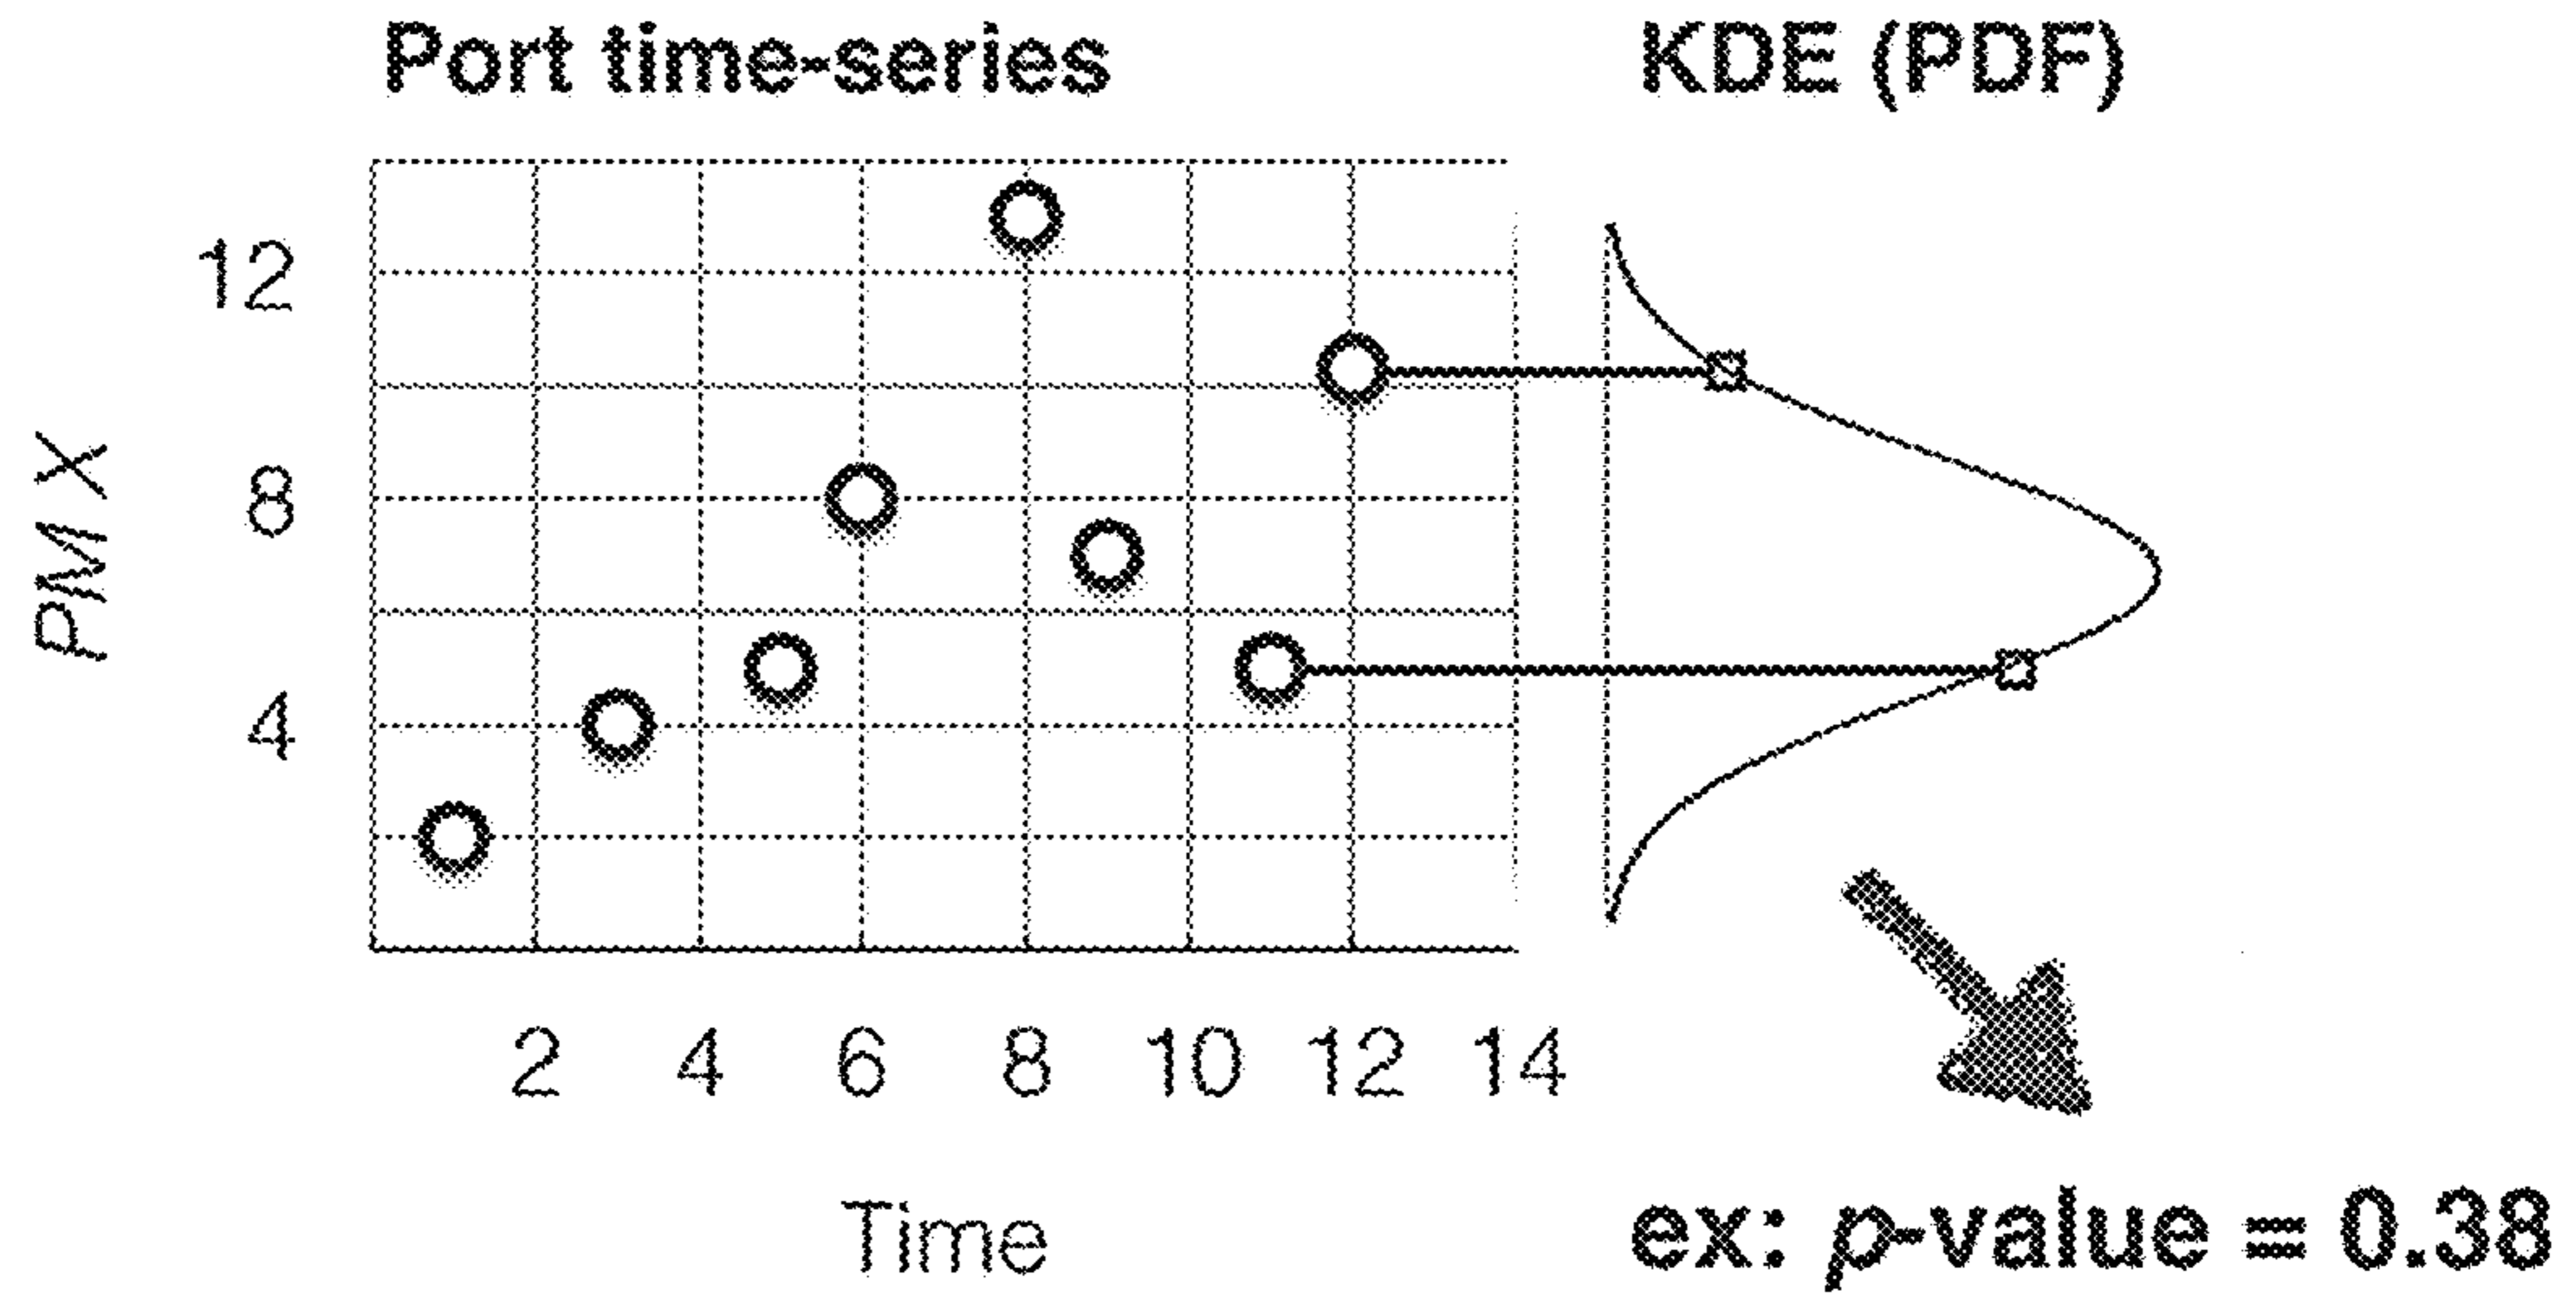 Port time-series
KDE (PDF)
12
8
4
PM X
2 4 6 8 10 12 14
Time
ex: p-value = 0.38